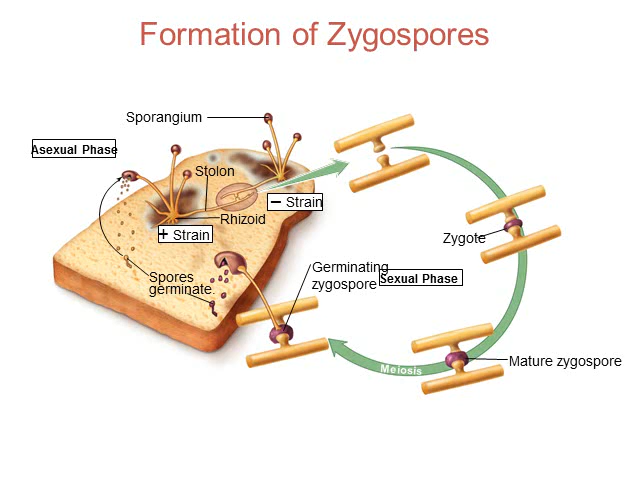 Formation of Zygospores
Sporangium
Asexual Phase
Stolon
− Strain
Rhizoid
+ Strain
Zygote
Germinating
zygospore
Sexual Phase
Spores
germinate.
Mature zygospore
Meiosis